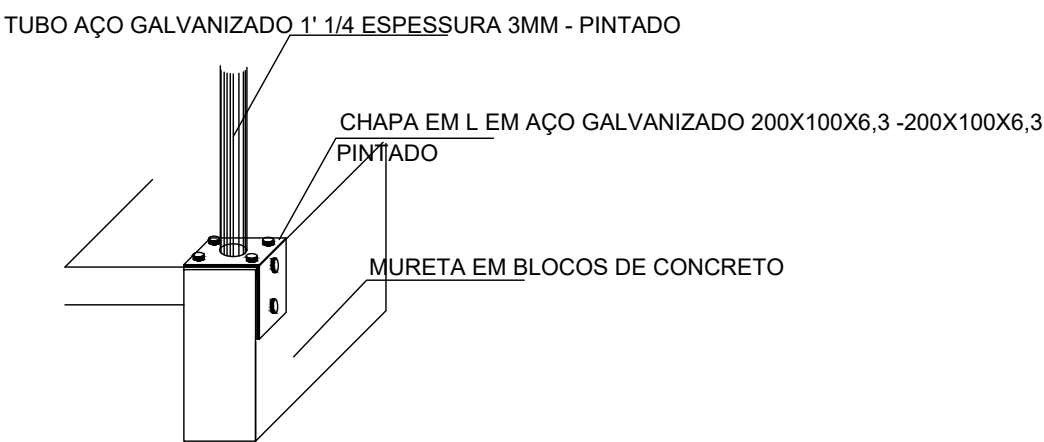 TUBO AÇO GALVANIZADO 1' 1/4 ESPESSURA 3MM - PINTADO
CHAPA EM L EM AÇO GALVANIZADO 200X100X6,3 -200X100X6,3
PINTADO
MURETA EM BLOCOS DE CONCRETO